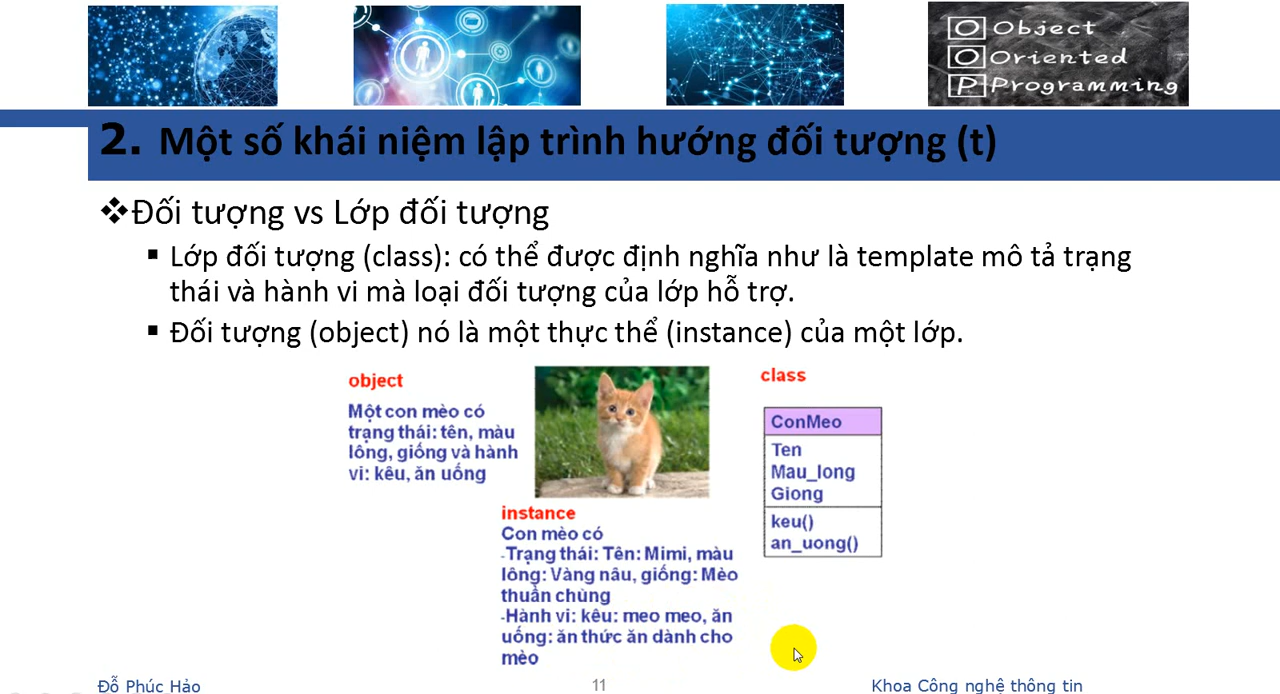 Object
Oriented
Programming
2. Một số khái niệm lập trình hướng đối tượng (t)
Đối tượng vs Lớp đối tượng
Lớp đối tượng (class): có thể được định nghĩa như là template mô tả trạng
thái và hành vi mà loại đối tượng của lớp hỗ trợ.
Đối tượng (object) nó là một thực thể (instance) của một lớp.
object
Một con mèo có
trạng thái: tên, màu
lông, giống và hành
vi: kêu, ăn uống
class
ConMeo
Ten
Mau_long
Giong
keu()
an_uong()
instance
Con mèo có
-Trạng thái: Tên: Mimi, màu
lông: Vàng nâu, giống: Mèo
thuần chủng
-Hành vi: kêu: meo meo, ăn
uống: ăn thức ăn dành cho
mèo
Đỗ Phúc Hảo
11
Khoa Công nghệ thông tin